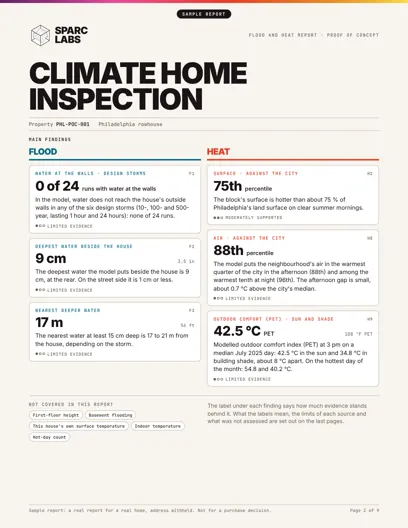 SAMPLE REPORT
SPARC
LABS
FLOOD AND HEAT REPORT · PROOF OF CONCEPT
CLIMATE HOME
INSPECTION
Property PHL-POC-001 Philadelphia rowhouse
MAIN FINDINGS
FLOOD
WATER AT THE WALLS · DESIGN STORMS F1
0 of 24 runs with water at the walls
In the model, water does not reach the house's outside
walls in any of the six design storms (10-, 100- and 500-
year, lasting 1 hour and 24 hours): none of 24 runs.
LIMITED EVIDENCE
DEEPEST WATER BESIDE THE HOUSE F2
9 cm 3.5 in
The deepest water the model puts beside the house is 9
cm, at the rear. On the street side it is 1 cm or less.
LIMITED EVIDENCE
NEAREST DEEPER WATER F3
17 m 56 ft
The nearest water at least 15 cm deep is 17 to 21 m from
the house, depending on the storm.
LIMITED EVIDENCE
HEAT
SURFACE · AGAINST THE CITY H1
75th percentile
The block's surface is hotter than about 75 % of
Philadelphia's land surface on clear summer mornings.
MODERATELY SUPPORTED
AIR · AGAINST THE CITY
88th percentile
The model puts the neighbourhood's air in the warmest
quarter of the city in the afternoon (88th) and among the
warmest tenth at night (96th). The afternoon gap is small,
about 0.7 °C above the city's median.
LIMITED EVIDENCE
OUTDOOR COMFORT (PET) · SUN AND SHADE
42.5 °C PET 108 °F PET
Modelled outdoor comfort index (PET) at 3 pm on a
median July 2025 day: 42.5 °C in the sun and 34.8 °C in
building shade, about 8 °C apart. On the hottest day of
the month: 54.8 and 40.2 °C.
LIMITED EVIDENCE
NOT COVERED IN THIS REPORT
First-floor height Basement flooding
This house's own surface temperature Indoor temperature
Hot-day count
The label under each finding says how much evidence stands
behind it. What the labels mean, the limits of each source and
what was not assessed are set out on the last pages.
Sample report: a real report for a real home, address withheld. Not for a purchase decision. Page 2 of 9